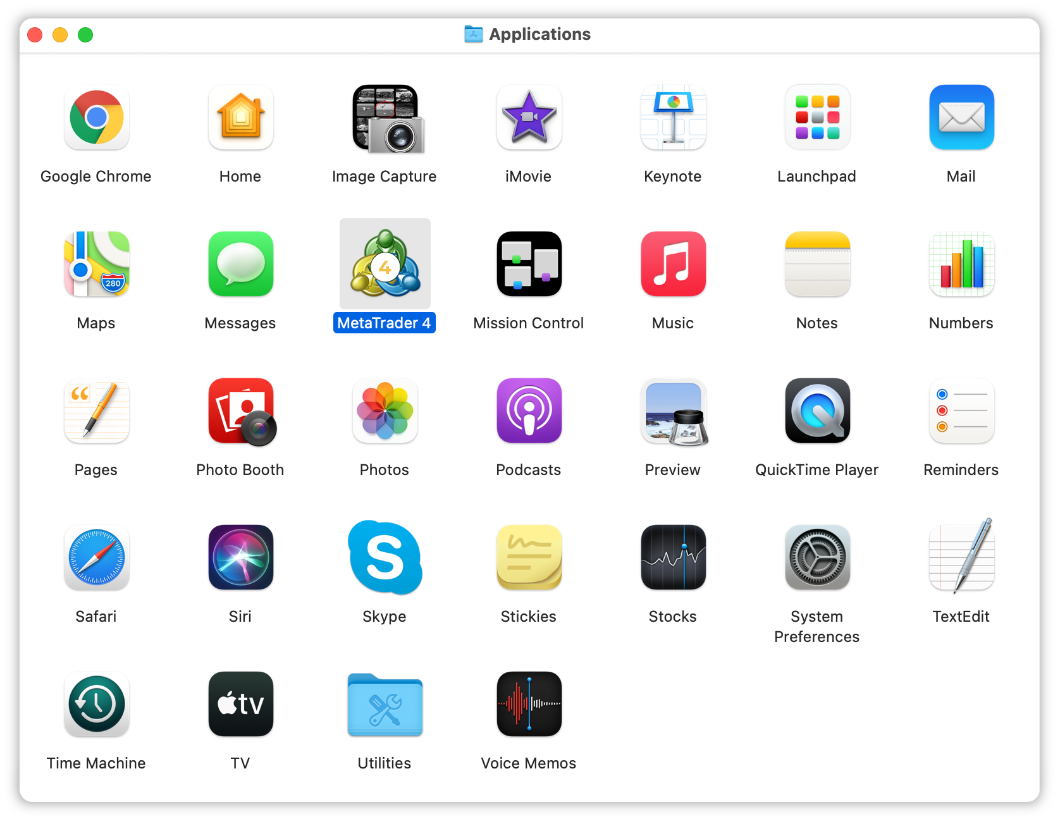 Applications
Google Chrome
Home
Image Capture
iMovie
Keynote
Launchpad
Mail
280
Maps
Messages
4
MetaTrader 4
Mission Control
Music
Notes
Numbers
Pages
Photo Booth
Photos
Podcasts
Preview
QuickTime Player
Reminders
Safari
Siri
S
Skype
Stickies
Stocks
System
Preferences
TextEdit
Time Machine
tv
TV
Utilities
Voice Memos